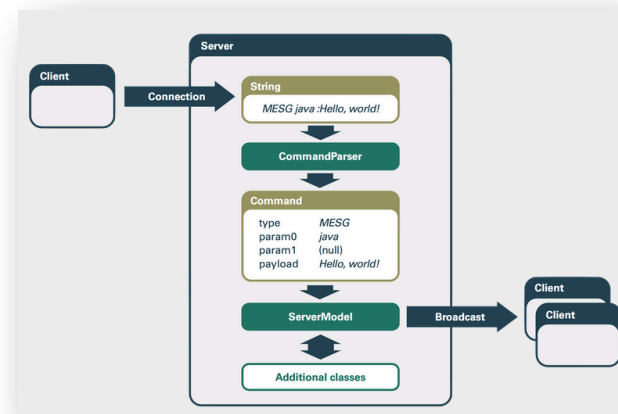 Server
Client
Connection
String
MESG java :Hello, world!
CommandParser
Command
type MESG
param0 java
param1 (null)
payload Hello, world!
ServerModel
Broadcast
Client
Client
Additional classes